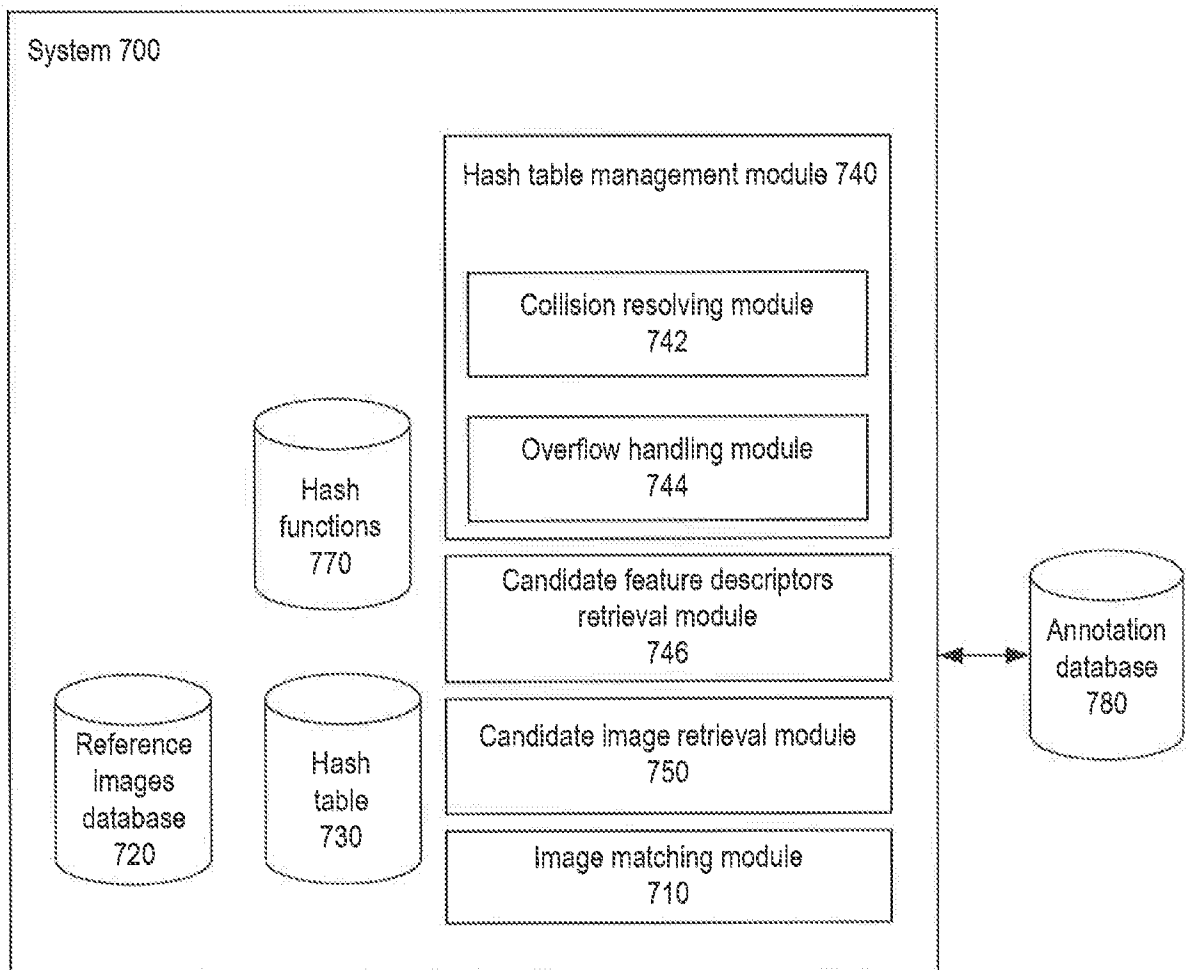 System 700
Hash table management module 740
Collision resolving module
742
Overflow handling module
744
Hash
functions
770
Candidate feature descriptors
retrieval module
746
Annotation
database
780
Reference
images
database
720
Hash
table
730
Candidate image retrieval module
750
Image matching module
710